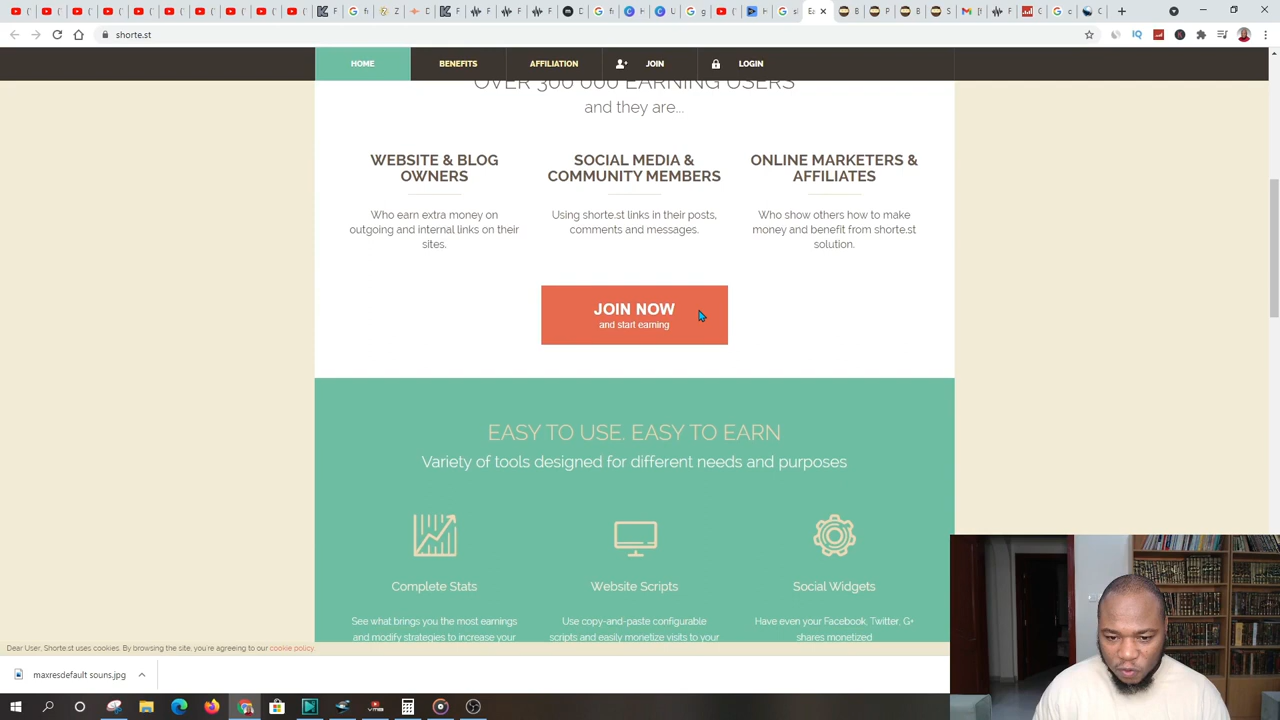 shorte.st
HOME
BENEFITS
AFFILIATION
JOIN
LOGIN
OVER 300 000 EARNING USERS
and they are...
WEBSITE & BLOG
OWNERS
Who earn extra money on
outgoing and internal links on their
sites.
SOCIAL MEDIA &
COMMUNITY MEMBERS
Using shorte.st links in their posts,
comments and messages.
ONLINE MARKETERS &
AFFILIATES
Who show others how to make
money and benefit from shorte.st
solution.
JOIN NOW
and start earning
EASY TO USE. EASY TO EARN
Variety of tools designed for different needs and purposes
Complete Stats
See what brings you the most earnings
and modify strategies to increase your
Website Scripts
Use copy-and-paste configurable
scripts and easily monetize visits to your
Social Widgets
Have even your Facebook, Twitter, G+
shares monetized
Dear User, Shorte.st uses cookies. By browsing the site, you're agreeing to our cookie policy.
maxresdefault souns.jpg